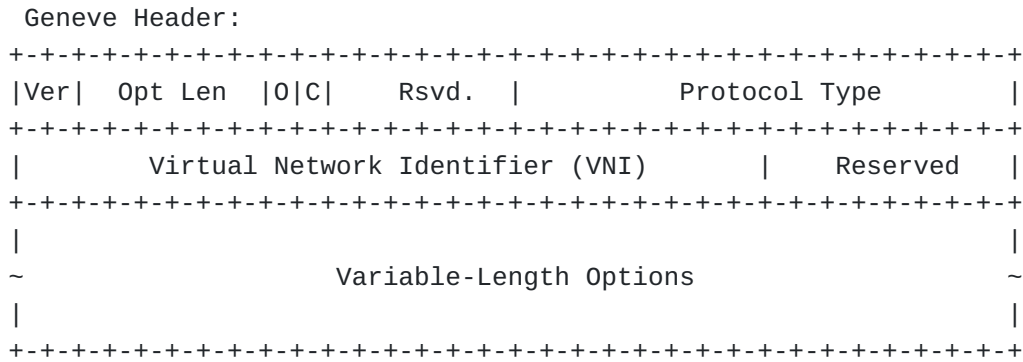 Geneve Header:
+-+-+-+-+-+-+-+-+-+-+-+-+-+-+-+-+-+-+-+-+-+-+-+-+-+-+-+-+-+-+-+-+
|Ver|  Opt Len  |O|C|    Rsvd.  |          Protocol Type        |
+-+-+-+-+-+-+-+-+-+-+-+-+-+-+-+-+-+-+-+-+-+-+-+-+-+-+-+-+-+-+-+-+
|        Virtual Network Identifier (VNI)       |    Reserved   |
+-+-+-+-+-+-+-+-+-+-+-+-+-+-+-+-+-+-+-+-+-+-+-+-+-+-+-+-+-+-+-+-+
|                                                               |
~                    Variable-Length Options                    ~
|                                                               |
+-+-+-+-+-+-+-+-+-+-+-+-+-+-+-+-+-+-+-+-+-+-+-+-+-+-+-+-+-+-+-+-+